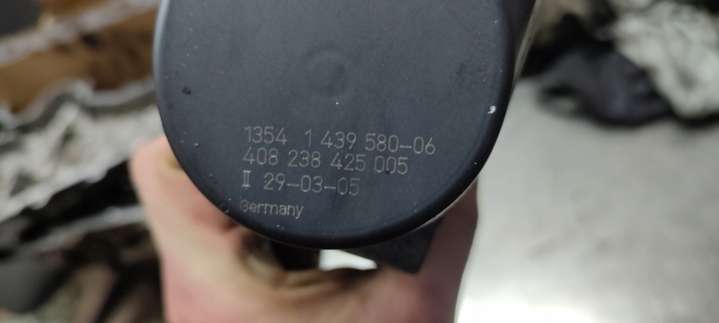 1354 1 439 580-06
408 238 425 005
II 29-03-05
Germany